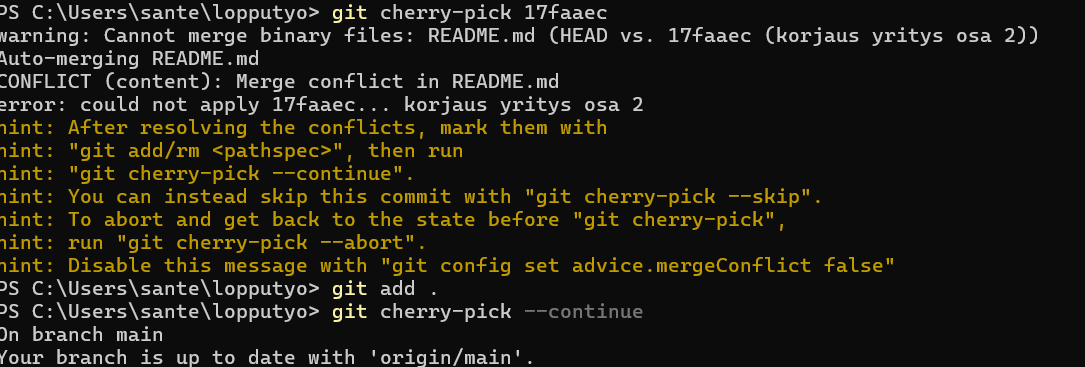 PS C:\Users\sante\lopputyo> git cherry-pick 17faaec
warning: Cannot merge binary files: README.md (HEAD vs. 17faaec (korjaus yritys osa 2))
Auto-merging README.md
CONFLICT (content): Merge conflict in README.md
error: could not apply 17faaec... korjaus yritys osa 2
hint: After resolving the conflicts, mark them with
hint: "git add/rm <pathspec>", then run
hint: "git cherry-pick --continue".
hint: You can instead skip this commit with "git cherry-pick --skip".
hint: To abort and get back to the state before "git cherry-pick",
hint: run "git cherry-pick --abort".
hint: Disable this message with "git config set advice.mergeConflict false"
PS C:\Users\sante\lopputyo> git add .
PS C:\Users\sante\lopputyo> git cherry-pick --continue
On branch main
Your branch is up to date with 'origin/main'.